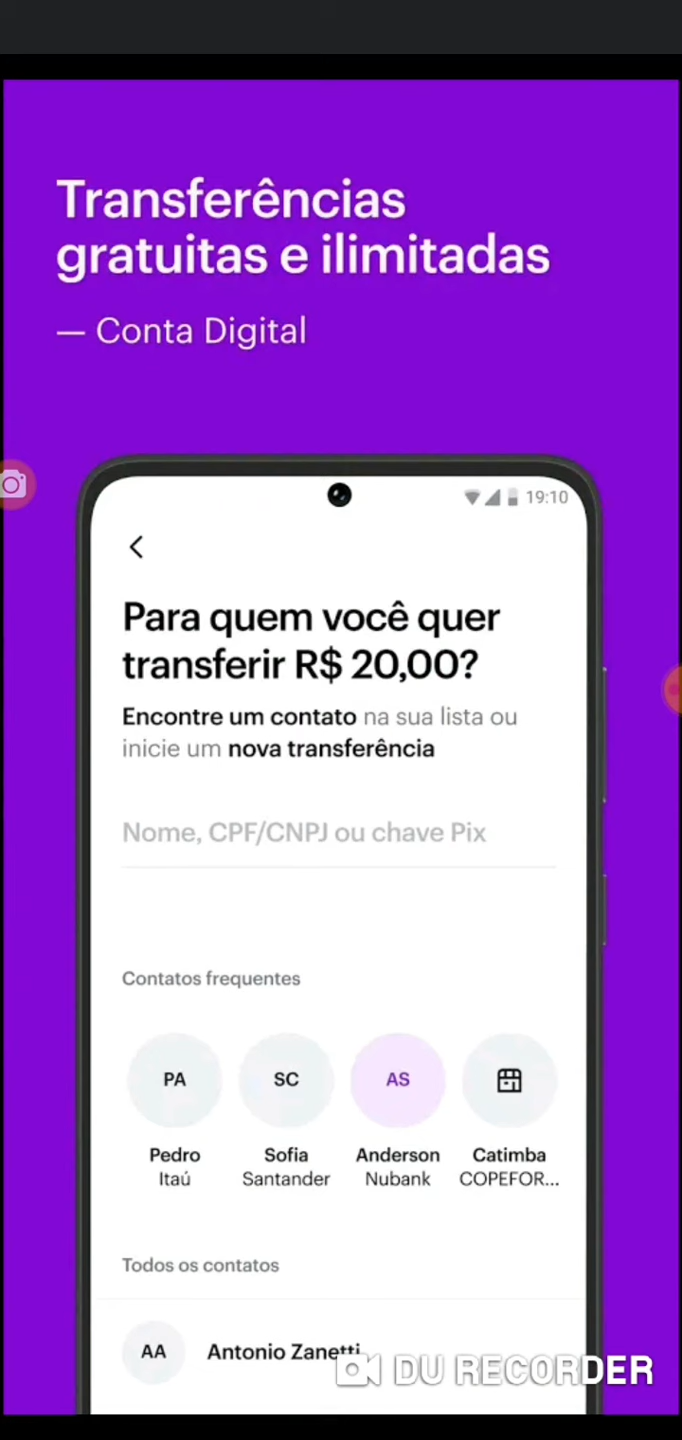 Transferências
gratuitas e ilimitadas
— Conta Digital
19:10
Para quem você quer
transferir R$ 20,00?
Encontre um contato na sua lista ou
inicie um nova transferência
Nome, CPF/CNPJ ou chave Pix
Contatos frequentes
PA SC AS
Pedro Sofia Anderson Catimba
Itaú Santander Nubank COPEFOR...
Todos os contatos
AA Antonio Zanetti
DU RECORDER